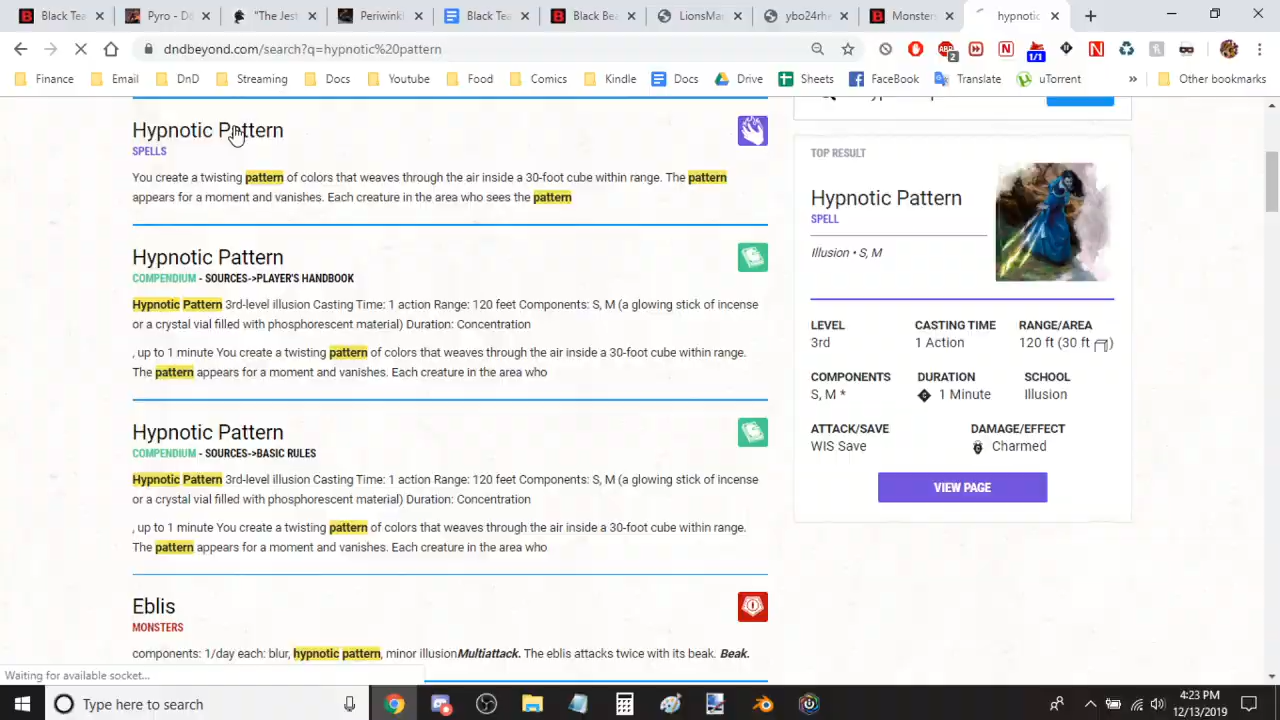 Black Tea
Pyro - D
"The Jest
Periwink
Black Tea
Black Bea
LionsMa
ybo24rh
Monsters
hypnotic
dndbeyond.com/search?q=hypnotic%20pattern
2
1/1
Finance
Email
DnD
Streaming
Docs
Youtube
Food
Comics
Kindle
Docs
Drive
Sheets
FaceBook
Translate
uTorrent
»
Other bookmarks
Hypnotic Pattern
SPELLS
You create a twisting pattern of colors that weaves through the air inside a 30-foot cube within range. The pattern
appears for a moment and vanishes. Each creature in the area who sees the pattern
Hypnotic Pattern
COMPENDIUM - SOURCES->PLAYER'S HANDBOOK
Hypnotic Pattern 3rd-level illusion Casting Time: 1 action Range: 120 feet Components: S, M (a glowing stick of incense
or a crystal vial filled with phosphorescent material) Duration: Concentration
, up to 1 minute You create a twisting pattern of colors that weaves through the air inside a 30-foot cube within range.
The pattern appears for a moment and vanishes. Each creature in the area who
Hypnotic Pattern
COMPENDIUM - SOURCES->BASIC RULES
Hypnotic Pattern 3rd-level illusion Casting Time: 1 action Range: 120 feet Components: S, M (a glowing stick of incense
or a crystal vial filled with phosphorescent material) Duration: Concentration
, up to 1 minute You create a twisting pattern of colors that weaves through the air inside a 30-foot cube within range.
The pattern appears for a moment and vanishes. Each creature in the area who
Eblis
MONSTERS
components: 1/day each: blur, hypnotic pattern, minor illusionMultiattack. The eblis attacks twice with its beak. Beak.
TOP RESULT
Hypnotic Pattern
SPELL
Illusion • S, M
LEVEL CASTING TIME RANGE/AREA
3rd 1 Action 120 ft (30 ft )
COMPONENTS DURATION SCHOOL
S, M * 1 Minute Illusion
ATTACK/SAVE DAMAGE/EFFECT
WIS Save Charmed
VIEW PAGE
Waiting for available socket...
Type here to search
4:23 PM
12/13/2019